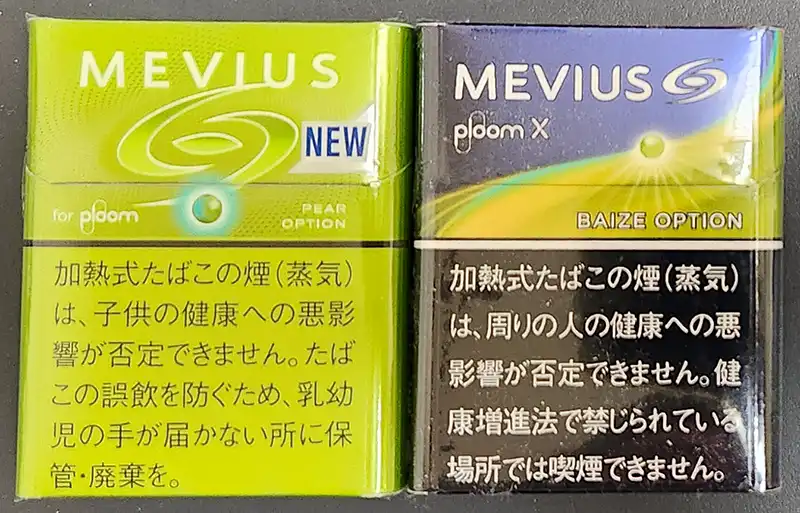 MEVIUS
NEW
for ploom
PEAR
OPTION
加熱式たばこの煙(蒸気)
は、子供の健康への悪影
響が否定できません。たば
この誤飲を防ぐため、乳幼
児の手が届かない所に保
管・廃棄を。
MEVIUS
ploom X
BAIZE OPTION
加熱式たばこの煙(蒸気)
は、周りの人の健康への悪
影響が否定できません。健
康増進法で禁じられている
場所では喫煙できません。